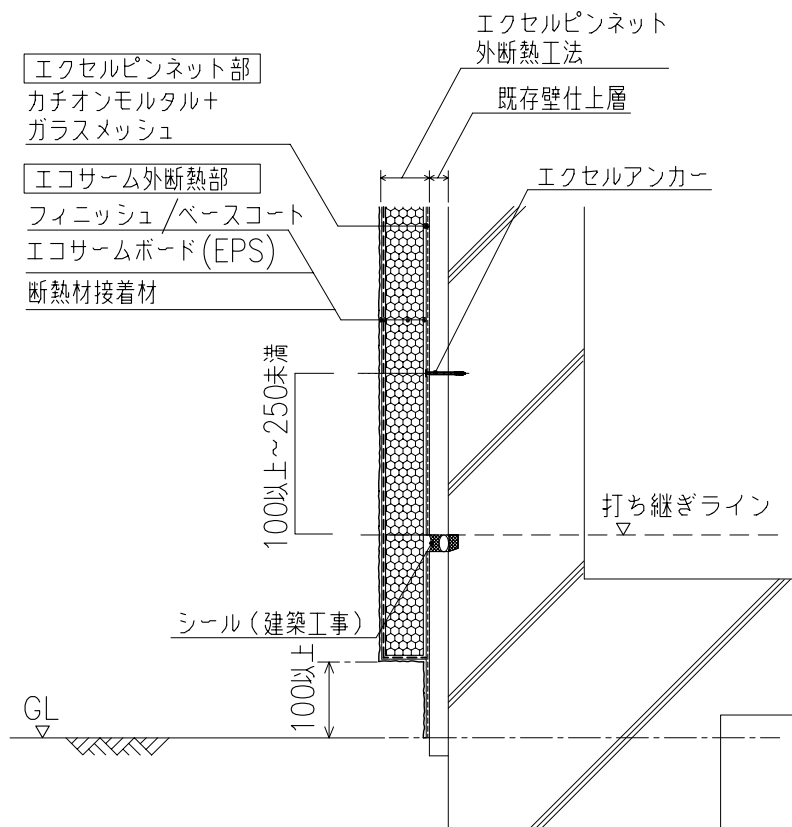 エクセルピンネット
外断熱工法
エクセルピンネット部
カチオンモルタル+
ガラスメッシュ
既存壁仕上層
エコサーム外断熱部
エクセルアンカー
フィニッシュ/ベースコート
エコサームボード(EPS)
断熱材接着材
100以上~250未満
打ち継ぎライン
シール(建築工事)
100以上
GL